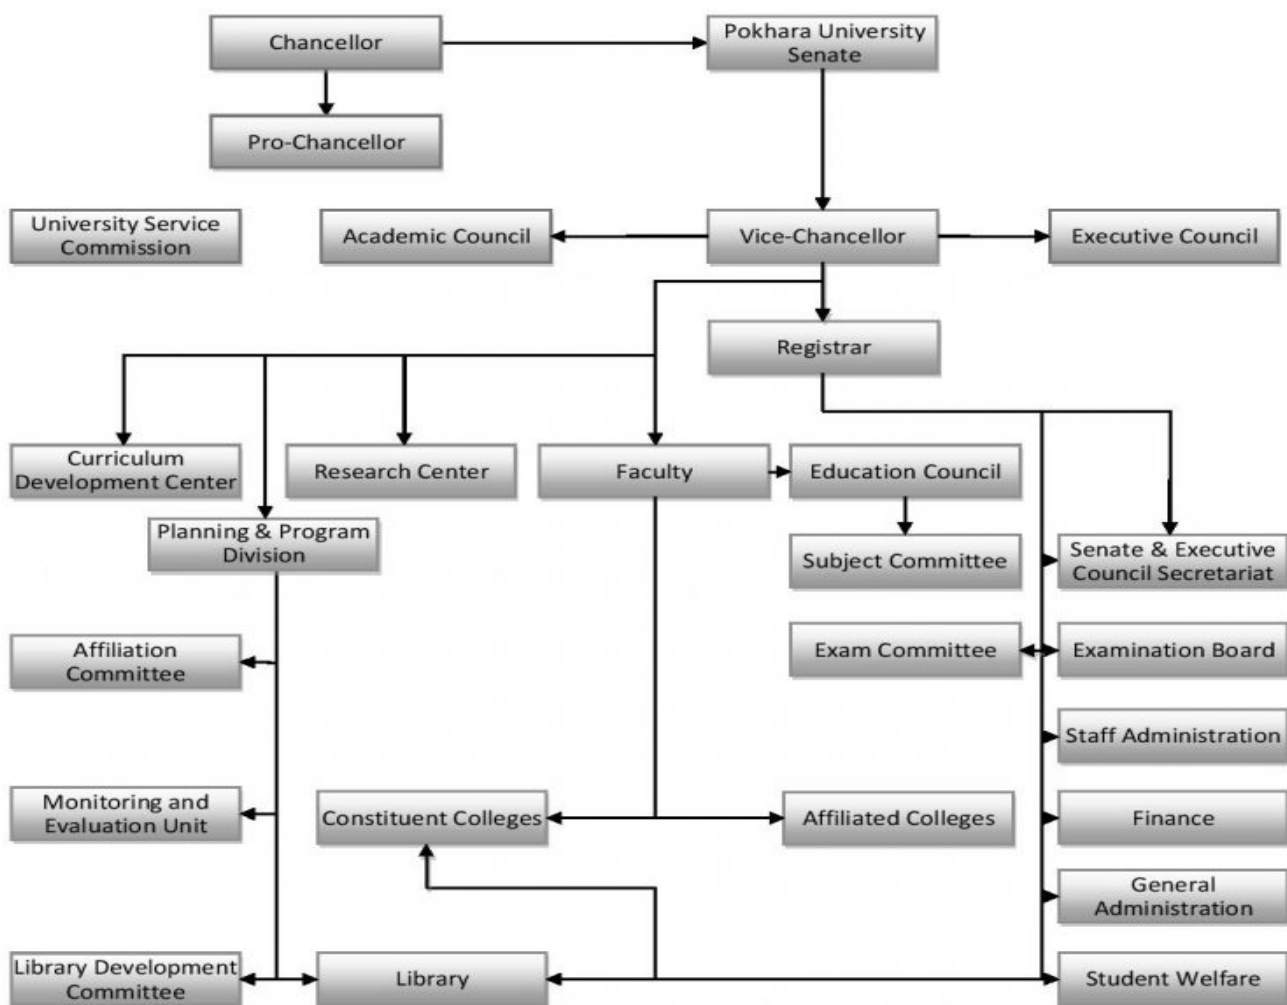 Chancellor
Pokhara University
Senate
Pro-Chancellor
University Service
Commission
Academic Council
Vice-Chancellor
Executive Council
Registrar
Curriculum
Development Center
Research Center
Faculty
Education Council
Planning & Program
Division
Subject Committee
Senate & Executive
Council Secretariat
Affiliation
Committee
Exam Committee
Examination Board
Staff Administration
Monitoring and
Evaluation Unit
Constituent Colleges
Affiliated Colleges
Finance
General
Administration
Library Development
Committee
Library
Student Welfare